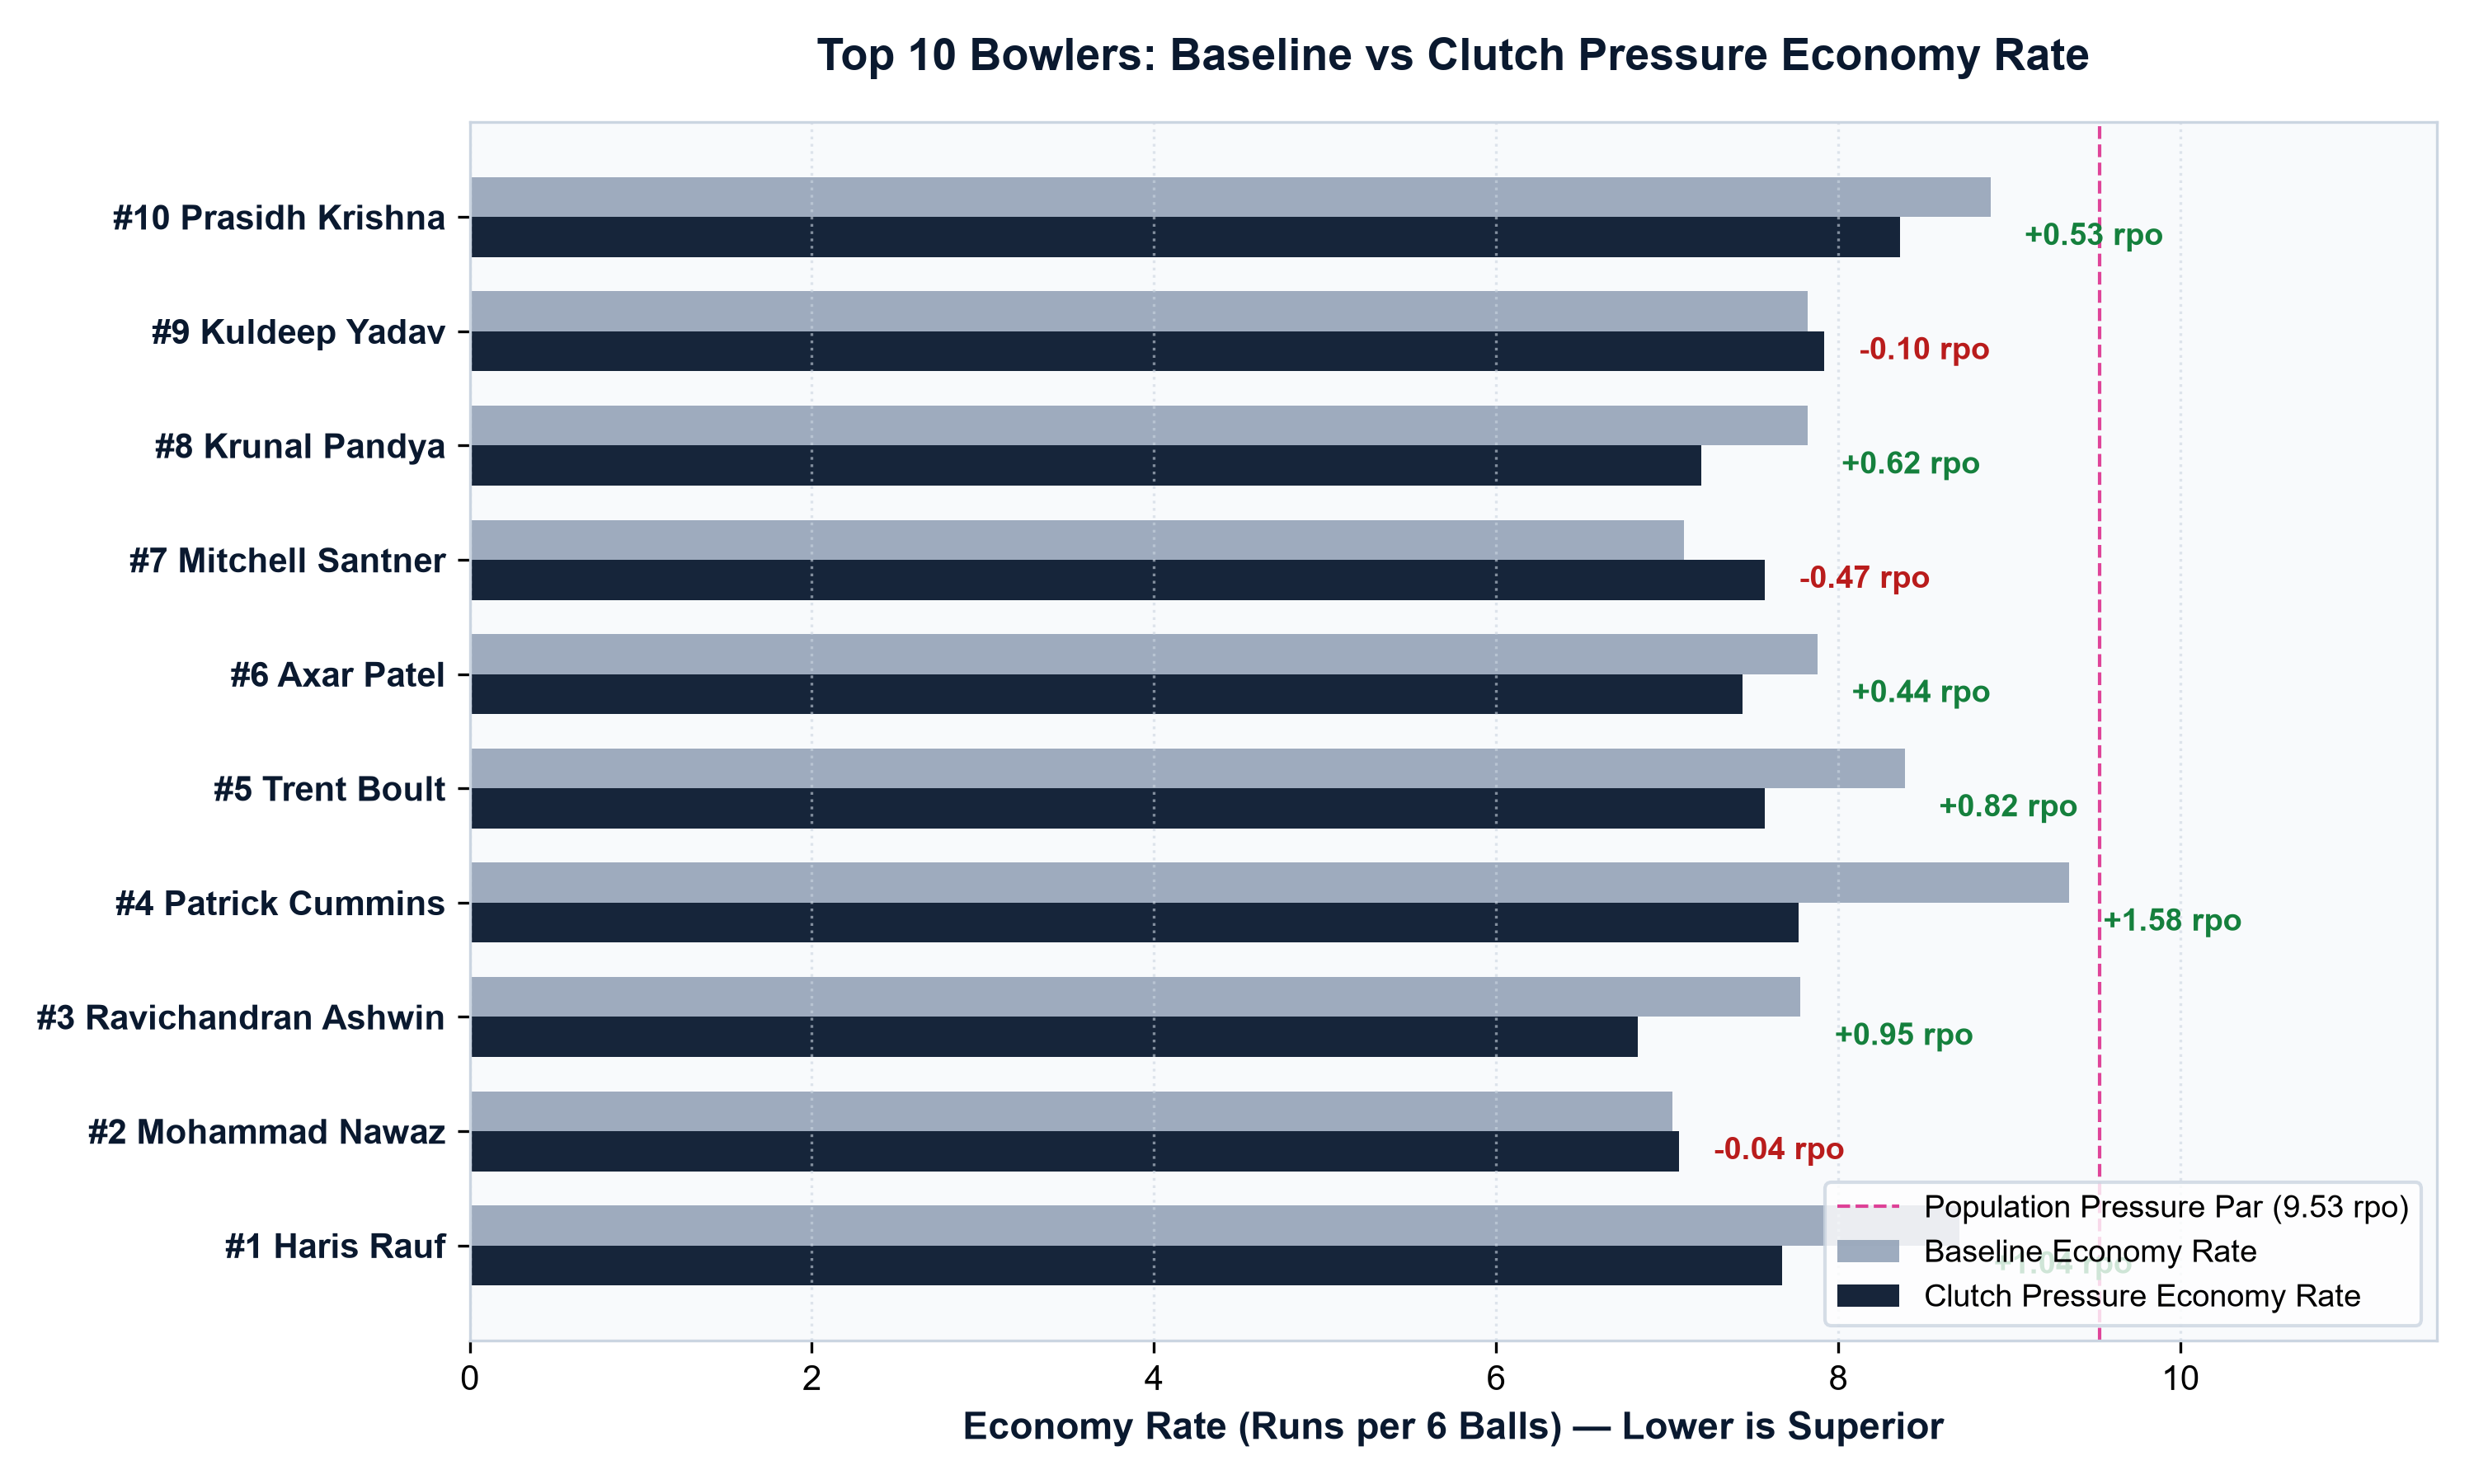 Top 10 Bowlers: Baseline vs Clutch Pressure Economy Rate
#10 Prasidh Krishna
+0.53 rpo
#9 Kuldeep Yadav
-0.10 rpo
#8 Krunal Pandya
+0.62 rpo
#7 Mitchell Santner
-0.47 rpo
#6 Axar Patel
+0.44 rpo
#5 Trent Boult
+0.82 rpo
#4 Patrick Cummins
+1.58 rpo
#3 Ravichandran Ashwin
+0.95 rpo
#2 Mohammad Nawaz
-0.04 rpo
#1 Haris Rauf
+1.04 rpo
Population Pressure Par (9.53 rpo)
Baseline Economy Rate
Clutch Pressure Economy Rate
0 2 4 6 8 10
Economy Rate (Runs per 6 Balls) — Lower is Superior